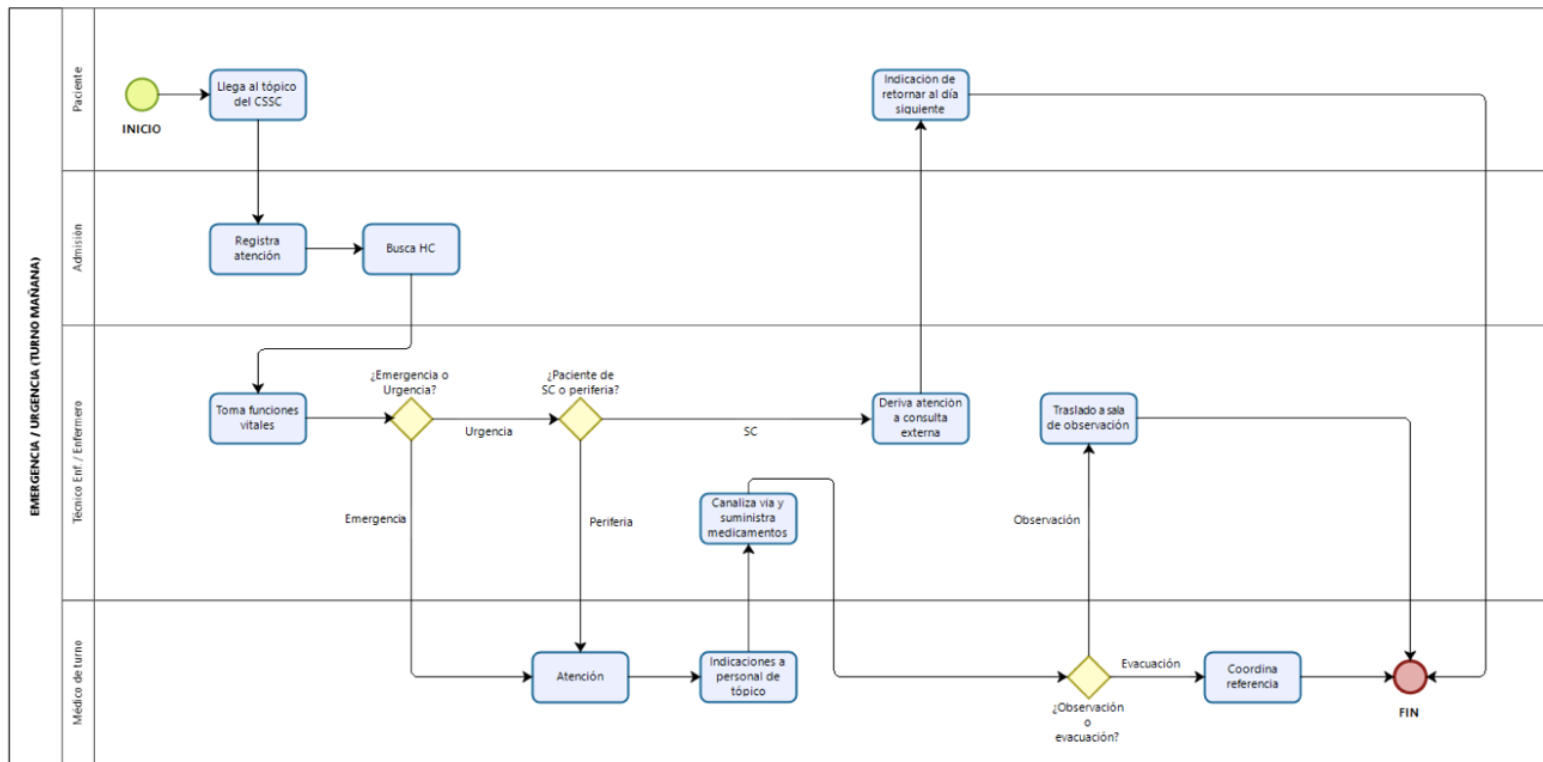 EMERGENCIA / URGENCIA (TURNO MAÑANA)
Paciente
INICIO
Llega al tópico
del CSSC
Indicación de
retornar al día
siguiente
Admisión
Registra
atención
Busca HC
Técnico Enf. / Enfermero
Toma funciones
vitales
¿Emergencia o
Urgencia?
Urgencia
¿Paciente de
SC o periferia?
SC
Deriva atención
a consulta
externa
Traslado a sala
de observación
Emergencia
Periferia
Canaliza vía y
suministra
medicamentos
Observación
Médico de turno
Atención
Indicaciones a
personal de
tópico
¿Observación
o
evacuación?
Evacuación
Coordina
referencia
FIN